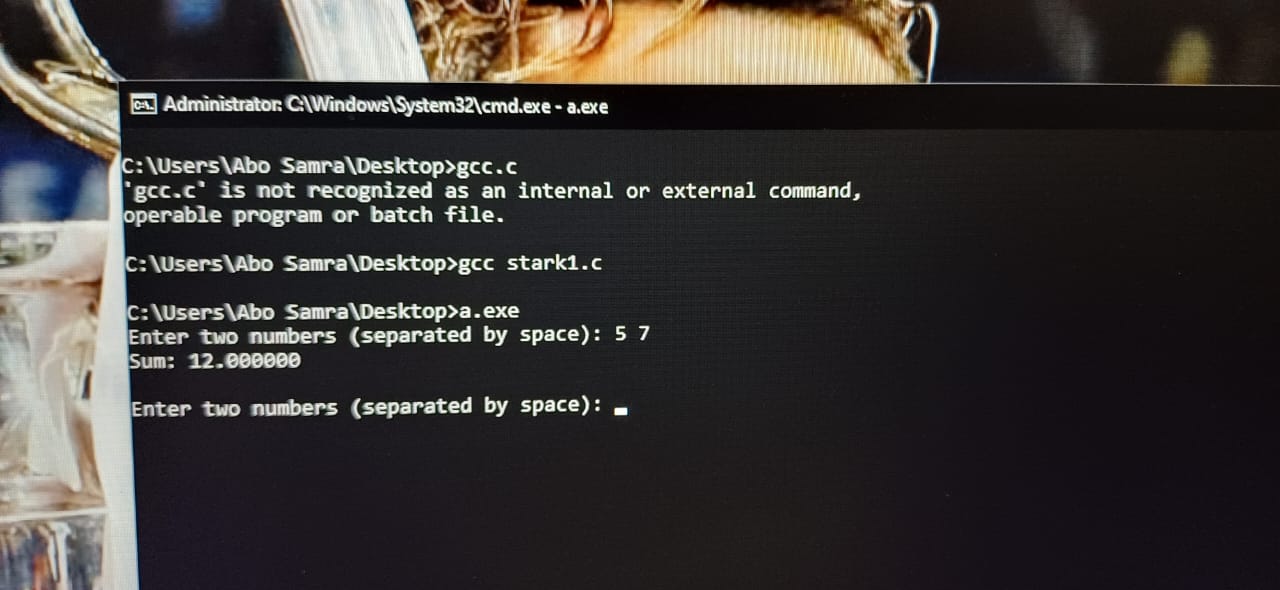 Administrator: C:\Windows\System32\cmd.exe - a.exe
C:\Users\Abo Samra\Desktop>gcc.c
'gcc.c' is not recognized as an internal or external command,
operable program or batch file.
C:\Users\Abo Samra\Desktop>gcc stark1.c
C:\Users\Abo Samra\Desktop>a.exe
Enter two numbers (separated by space): 5 7
Sum: 12.000000
Enter two numbers (separated by space):